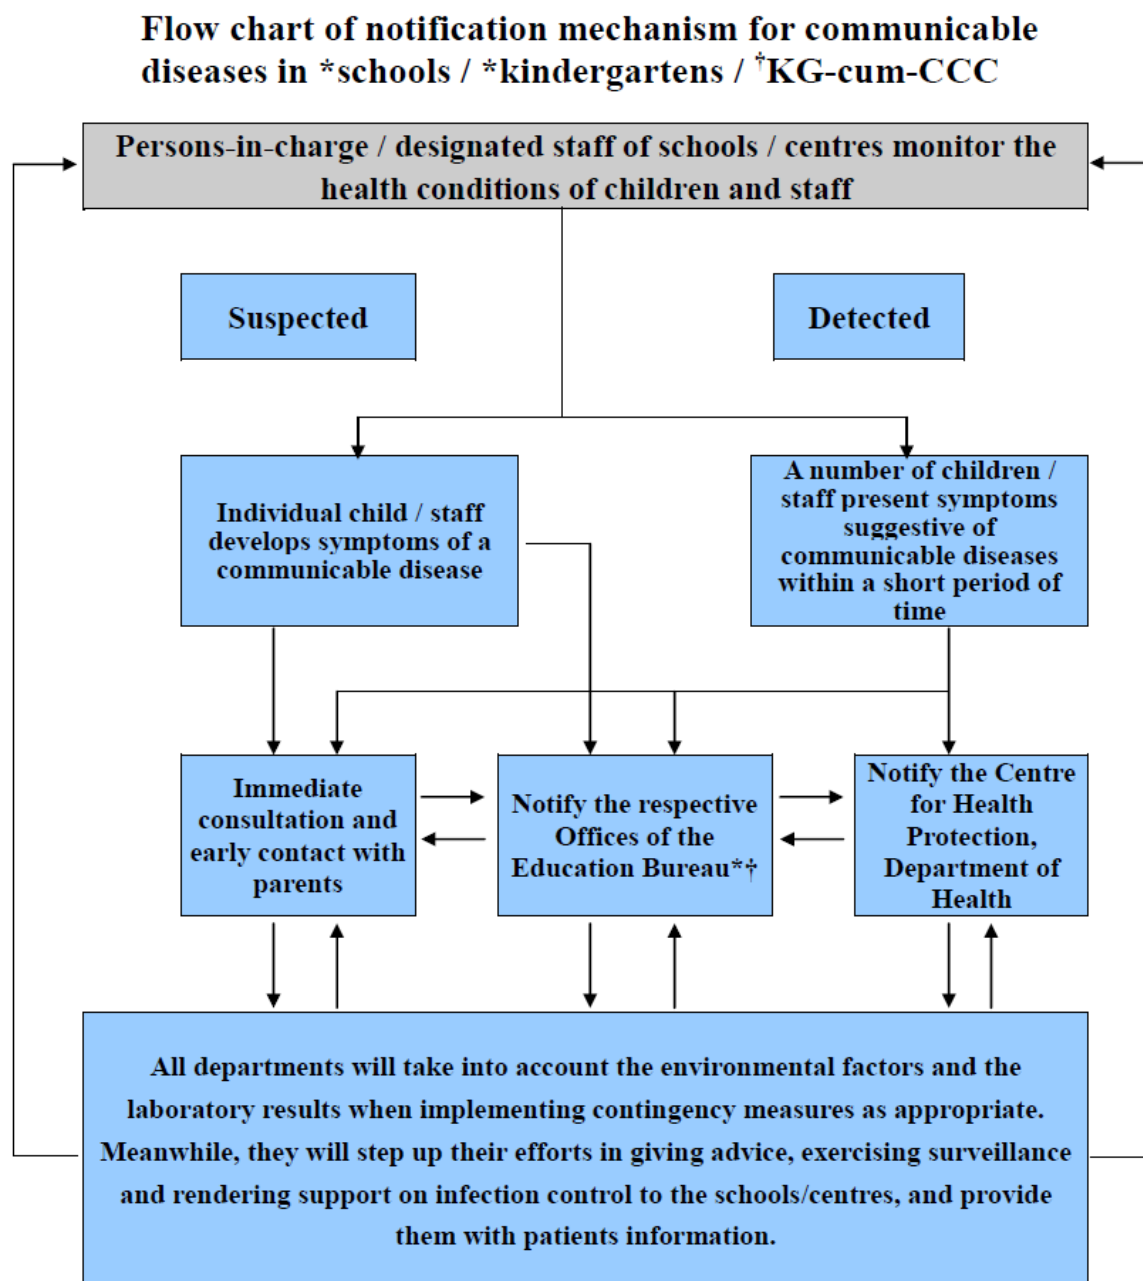 Flow chart of notification mechanism for communicable
diseases in *schools / *kindergartens / †KG-cum-CCC
Persons-in-charge / designated staff of schools / centres monitor the
health conditions of children and staff
Suspected
Detected
Individual child / staff
develops symptoms of a
communicable disease
A number of children /
staff present symptoms
suggestive of
communicable diseases
within a short period of
time
Immediate
consultation and
early contact with
parents
Notify the respective
Offices of the
Education Bureau*†
Notify the Centre
for Health
Protection,
Department of
Health
All departments will take into account the environmental factors and the
laboratory results when implementing contingency measures as appropriate.
Meanwhile, they will step up their efforts in giving advice, exercising surveillance
and rendering support on infection control to the schools/centres, and provide
them with patients information.